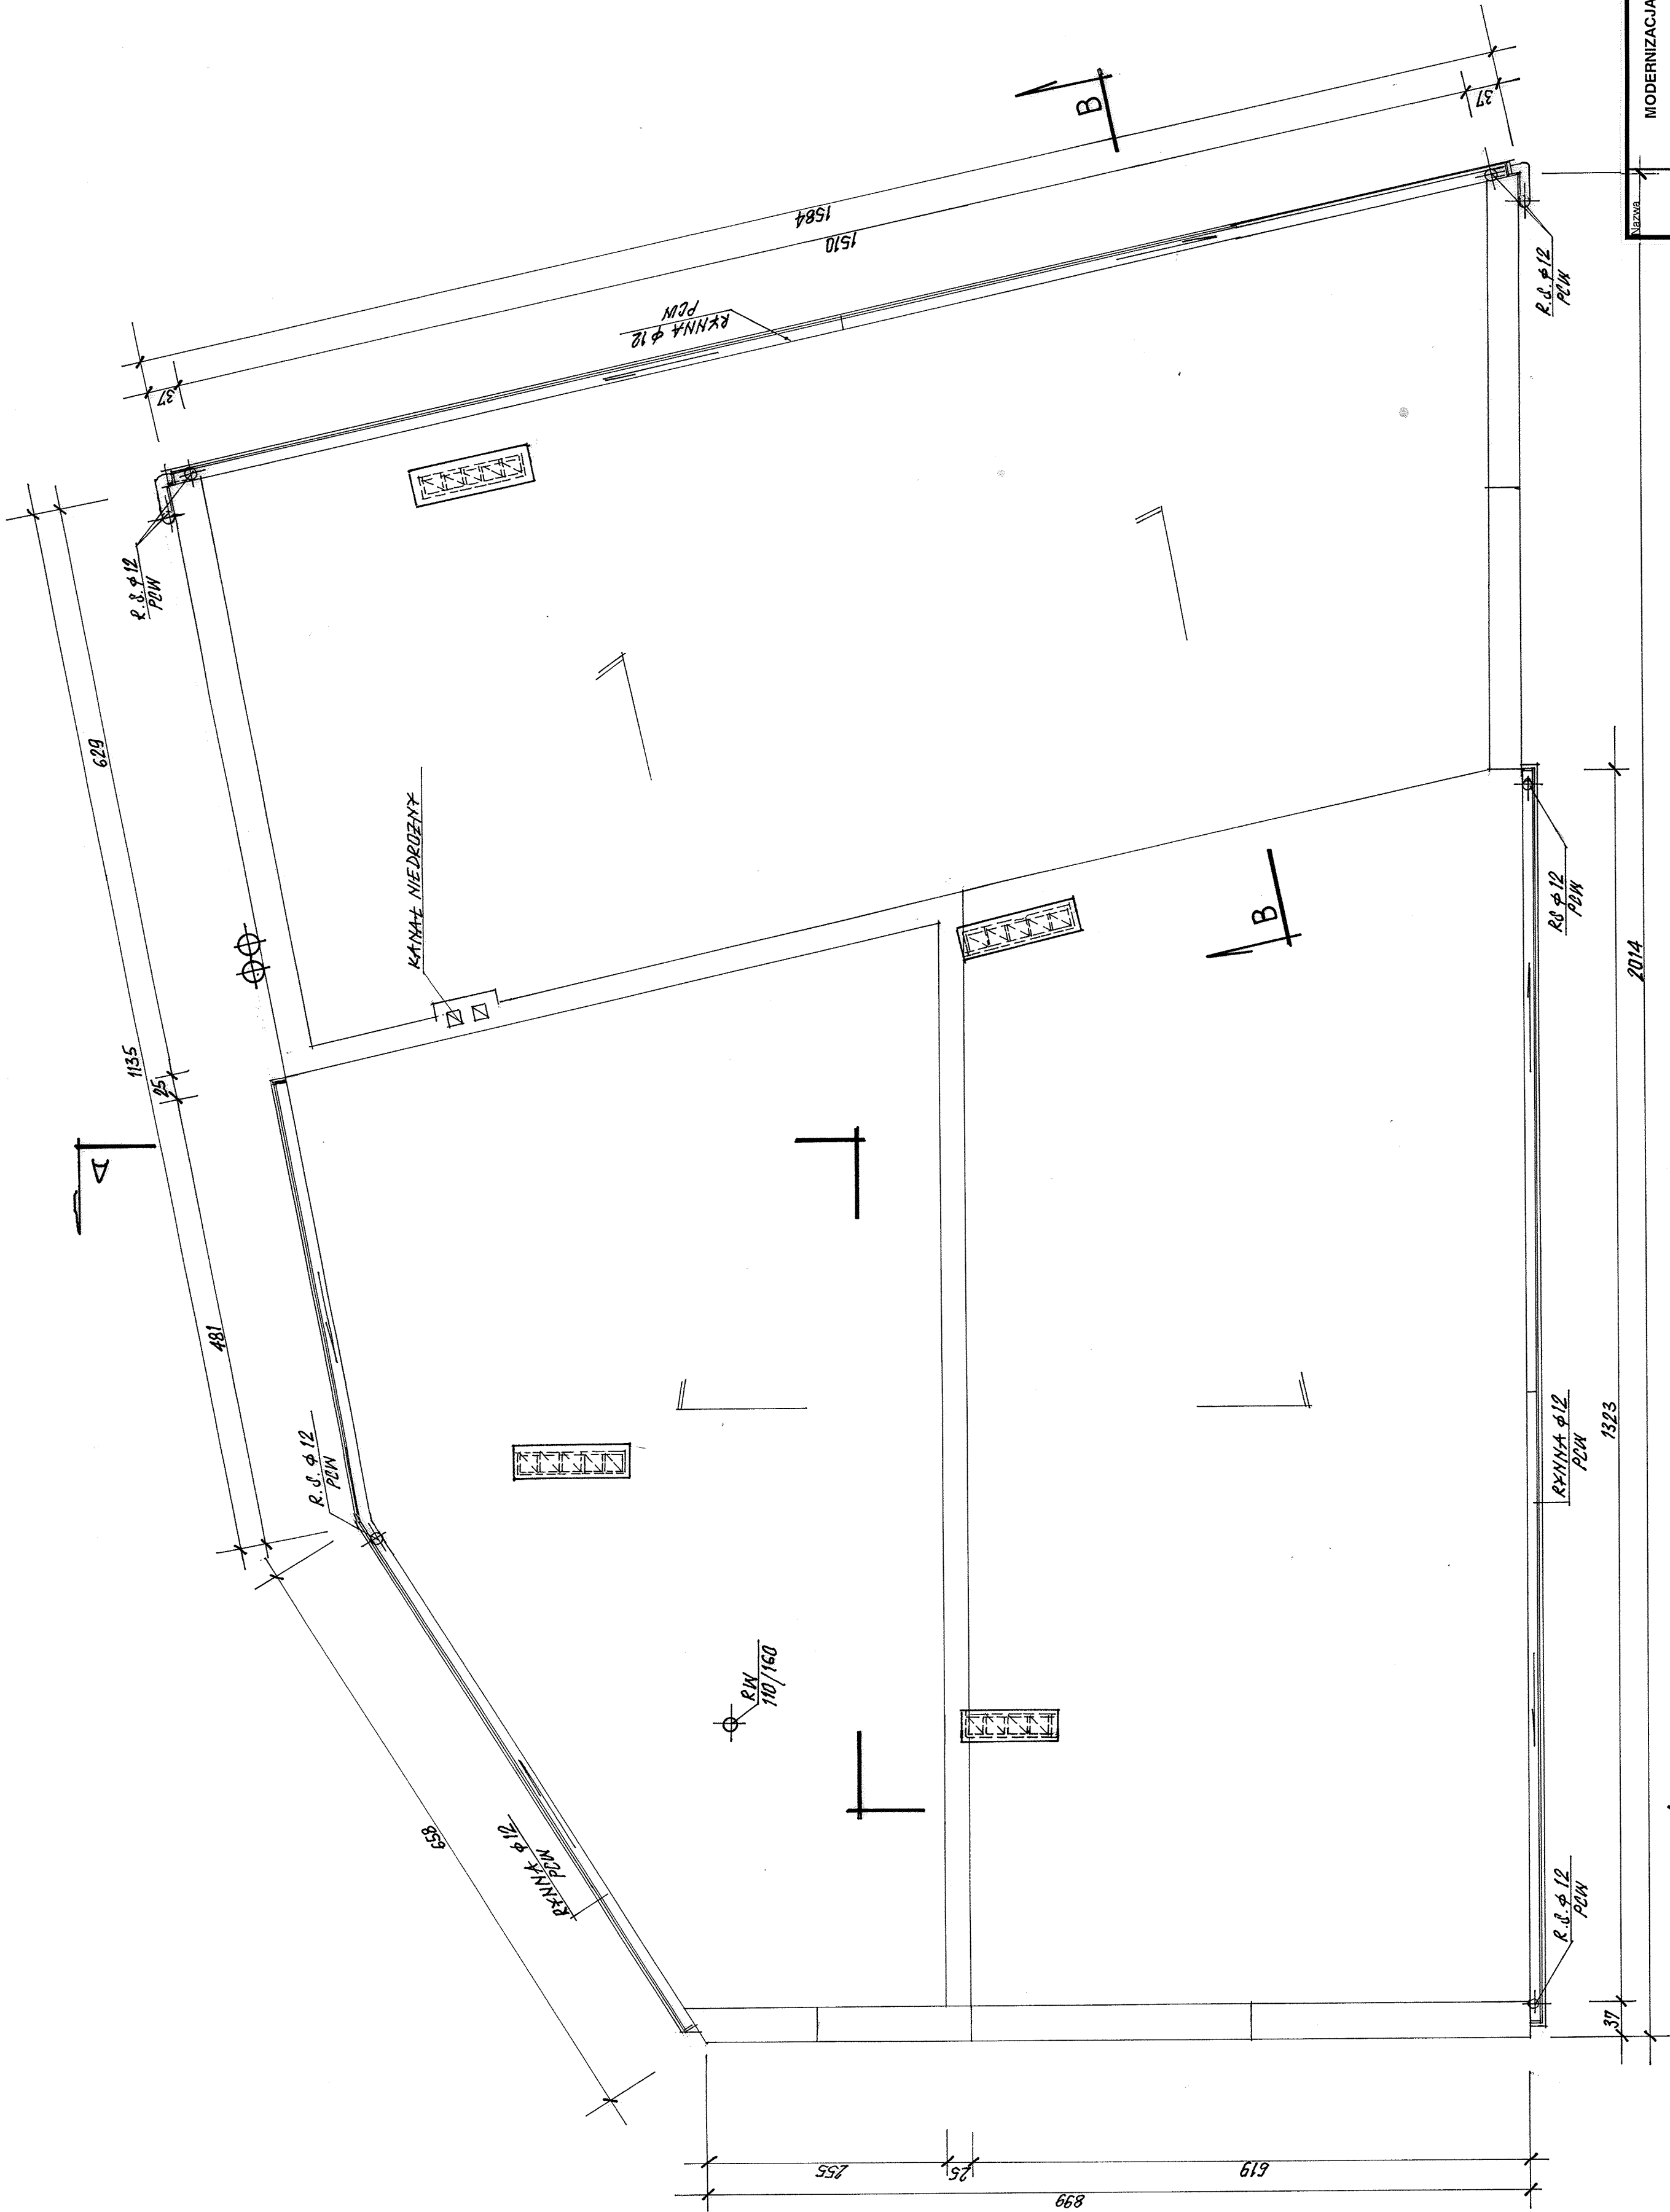 MODERNIZACJA
Nazwa
37
B
1584
1510
RYNNA ϕ12
PCW
37
R.S. ϕ12
PCW
R.S. ϕ12
PCW
629
KANAŁ NIEDROŻNY
1135
25
A
481
B
RS ϕ12
PCW
2014
R.S. ϕ12
PCW
RYNNA ϕ12
PCW
1323
658
RYNNA ϕ12
PCW
RW
110/160
R.S. ϕ12
PCW
37
255
25
619
899